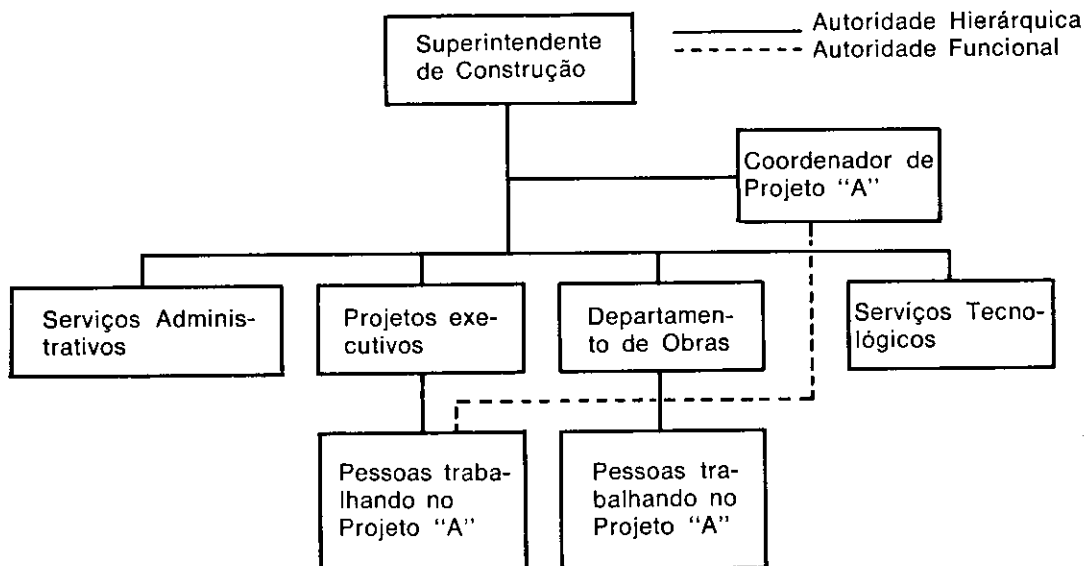 Superintendente
de Construção
Autoridade Hierárquica
Autoridade Funcional
Coordenador de
Projeto “A”
Serviços Adminis-
trativos
Projetos exe-
cutivos
Departamen-
to de Obras
Serviços Tecno-
lógicos
Pessoas traba-
lhando no
Projeto “A”
Pessoas tra-
balhando no
Projeto “A”